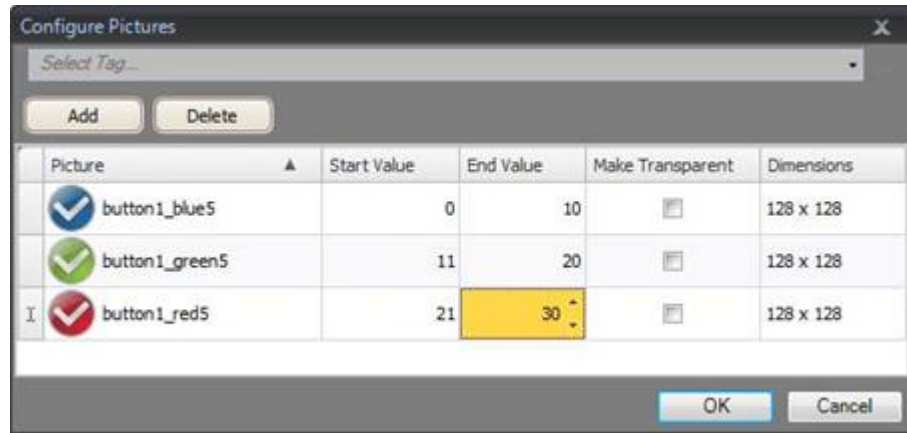 Configure Pictures x
Select Tag...
Add Delete
Picture Start Value End Value Make Transparent Dimensions
button1_blue5 0 10 128 x 128
button1_green5 11 20 128 x 128
button1_red5 21 30 128 x 128
OK Cancel